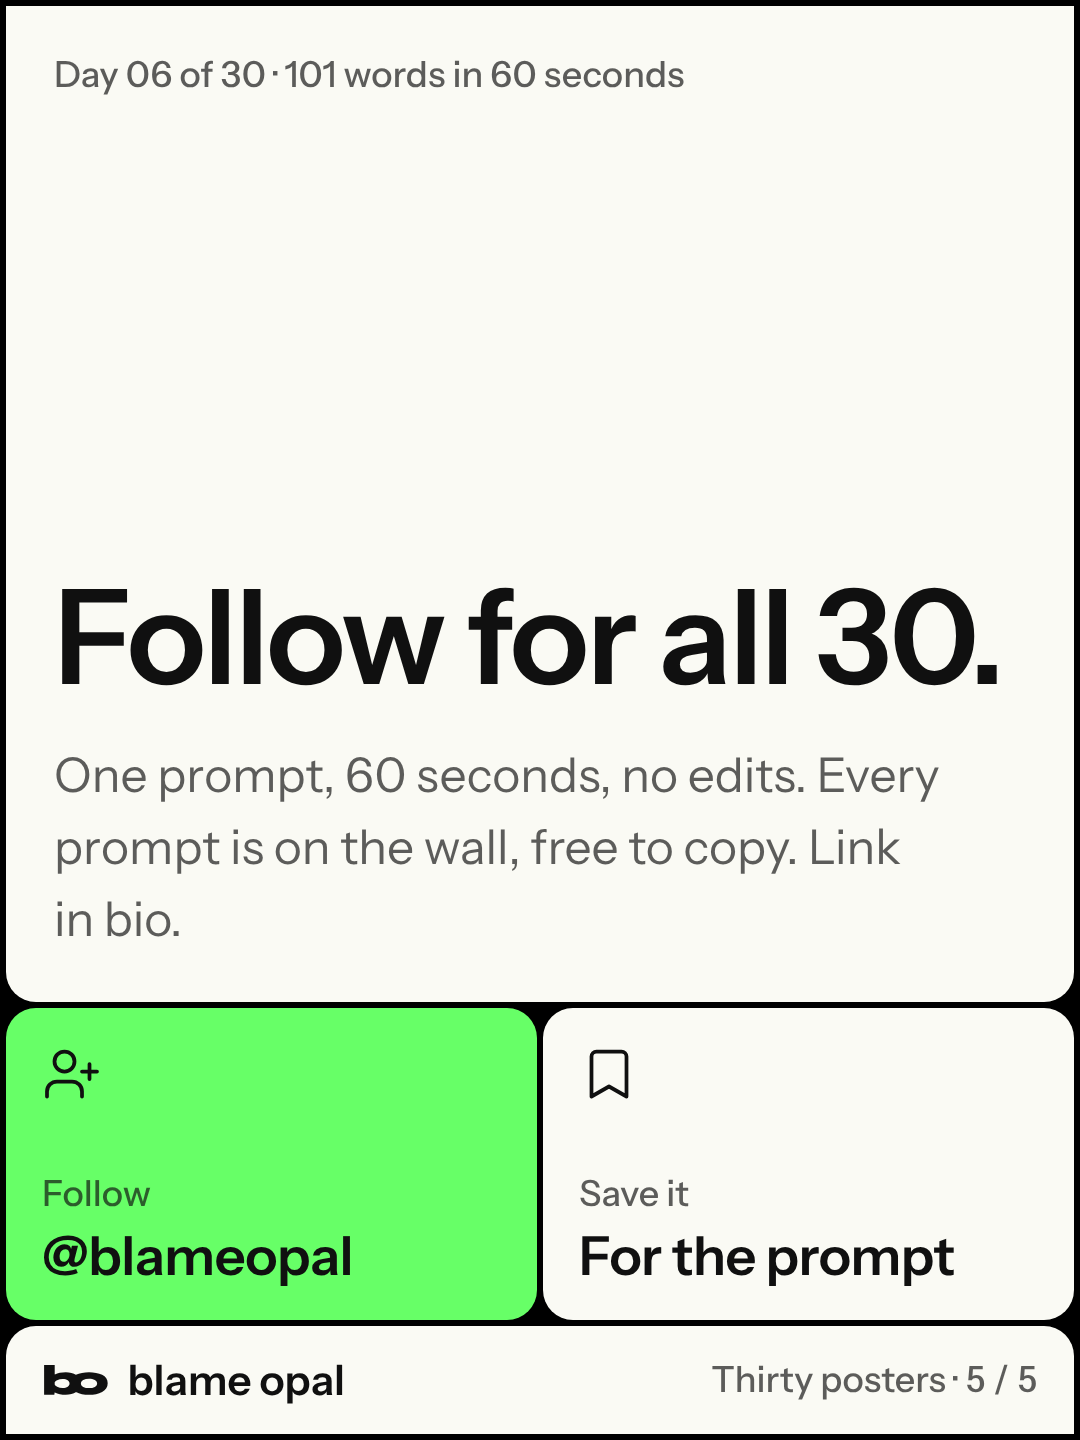 Day 06 of 30 · 101 words in 60 seconds
Follow for all 30.
One prompt, 60 seconds, no edits. Every
prompt is on the wall, free to copy. Link
in bio.
Follow
@blameopal
Save it
For the prompt
bo blame opal
Thirty posters · 5 / 5